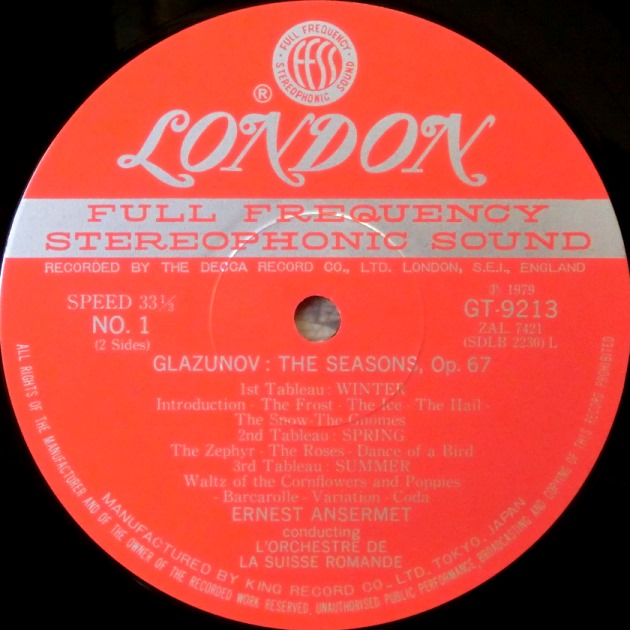 · FULL FREQUENCY ·
FFSS
STEREOPHONIC SOUND
®
LONDON
FULL FREQUENCY
STEREOPHONIC SOUND
RECORDED BY THE DECCA RECORD CO., LTD. LONDON, S.E.I., ENGLAND
SPEED 33⅓
NO. 1
(2 Sides)
Ⓟ 1979
GT-9213
ZAL. 7421
(SDLB 2230) L
GLAZUNOV : THE SEASONS, Op. 67
1st Tableau : WINTER
Introduction - The Frost - The Ice - The Hail -
The Snow-The Gnomes
2nd Tableau : SPRING
The Zephyr - The Roses - Dance of a Bird
3rd Tableau : SUMMER
Waltz of the Cornflowers and Poppies
- Barcarolle - Variation - Coda
ERNEST ANSERMET
conducting
L'ORCHESTRE DE
LA SUISSE ROMANDE
MANUFACTURED BY KING RECORD CO., LTD. TOKYO, JAPAN
ALL RIGHTS OF THE MANUFACTURER AND OF THE OWNER OF THE RECORDED WORK RESERVED. UNAUTHORISED PUBLIC PERFORMANCE, BROADCASTING AND COPYING OF THIS RECORD PROHIBITED